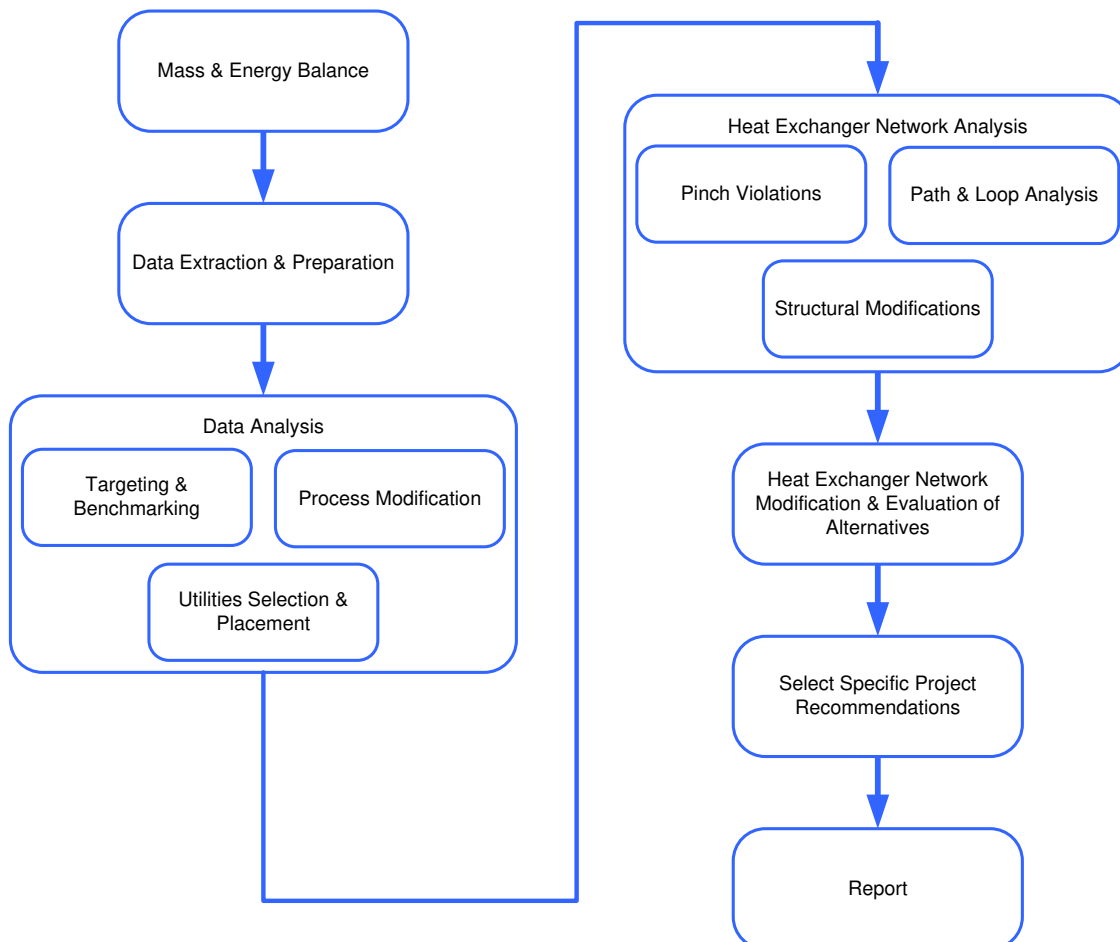 Mass & Energy Balance
Data Extraction & Preparation
Data Analysis
Targeting &
Benchmarking
Process Modification
Utilities Selection &
Placement
Heat Exchanger Network Analysis
Pinch Violations
Path & Loop Analysis
Structural Modifications
Heat Exchanger Network
Modification & Evaluation of
Alternatives
Select Specific Project
Recommendations
Report